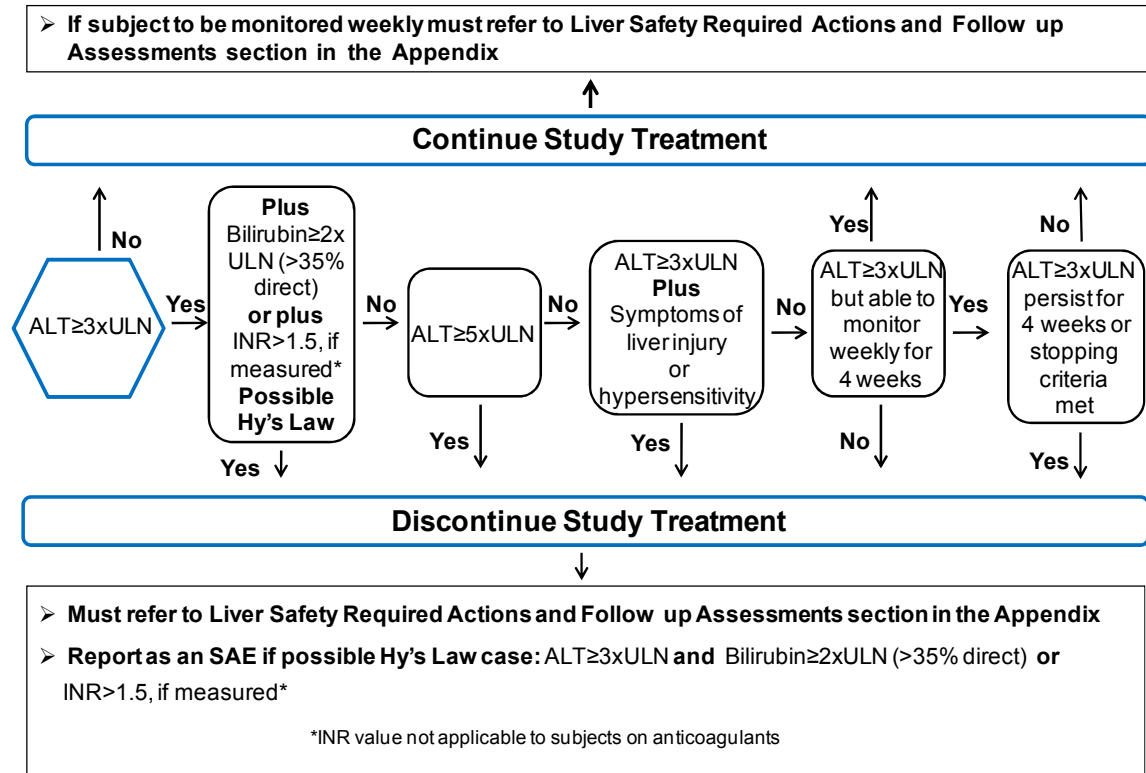 ➢ If subject to be monitored weekly must refer to Liver Safety Required Actions and Follow up
Assessments section in the Appendix
Continue Study Treatment
No
ALT≥3xULN
Yes
Plus
Bilirubin≥2x
ULN (>35%
direct)
or plus
INR>1.5, if
measured*
Possible
Hy's Law
Yes
No
ALT≥5xULN
Yes
No
ALT≥3xULN
Plus
Symptoms of
liver injury
or
hypersensitivity
Yes
No
Yes
ALT≥3xULN
but able to
monitor
weekly for
4 weeks
No
Yes
No
ALT≥3xULN
persist for
4 weeks or
stopping
criteria
met
Yes
Discontinue Study Treatment
➢ Must refer to Liver Safety Required Actions and Follow up Assessments section in the Appendix
➢ Report as an SAE if possible Hy's Law case: ALT≥3xULN and Bilirubin≥2xULN (>35% direct) or
INR>1.5, if measured*
*INR value not applicable to subjects on anticoagulants